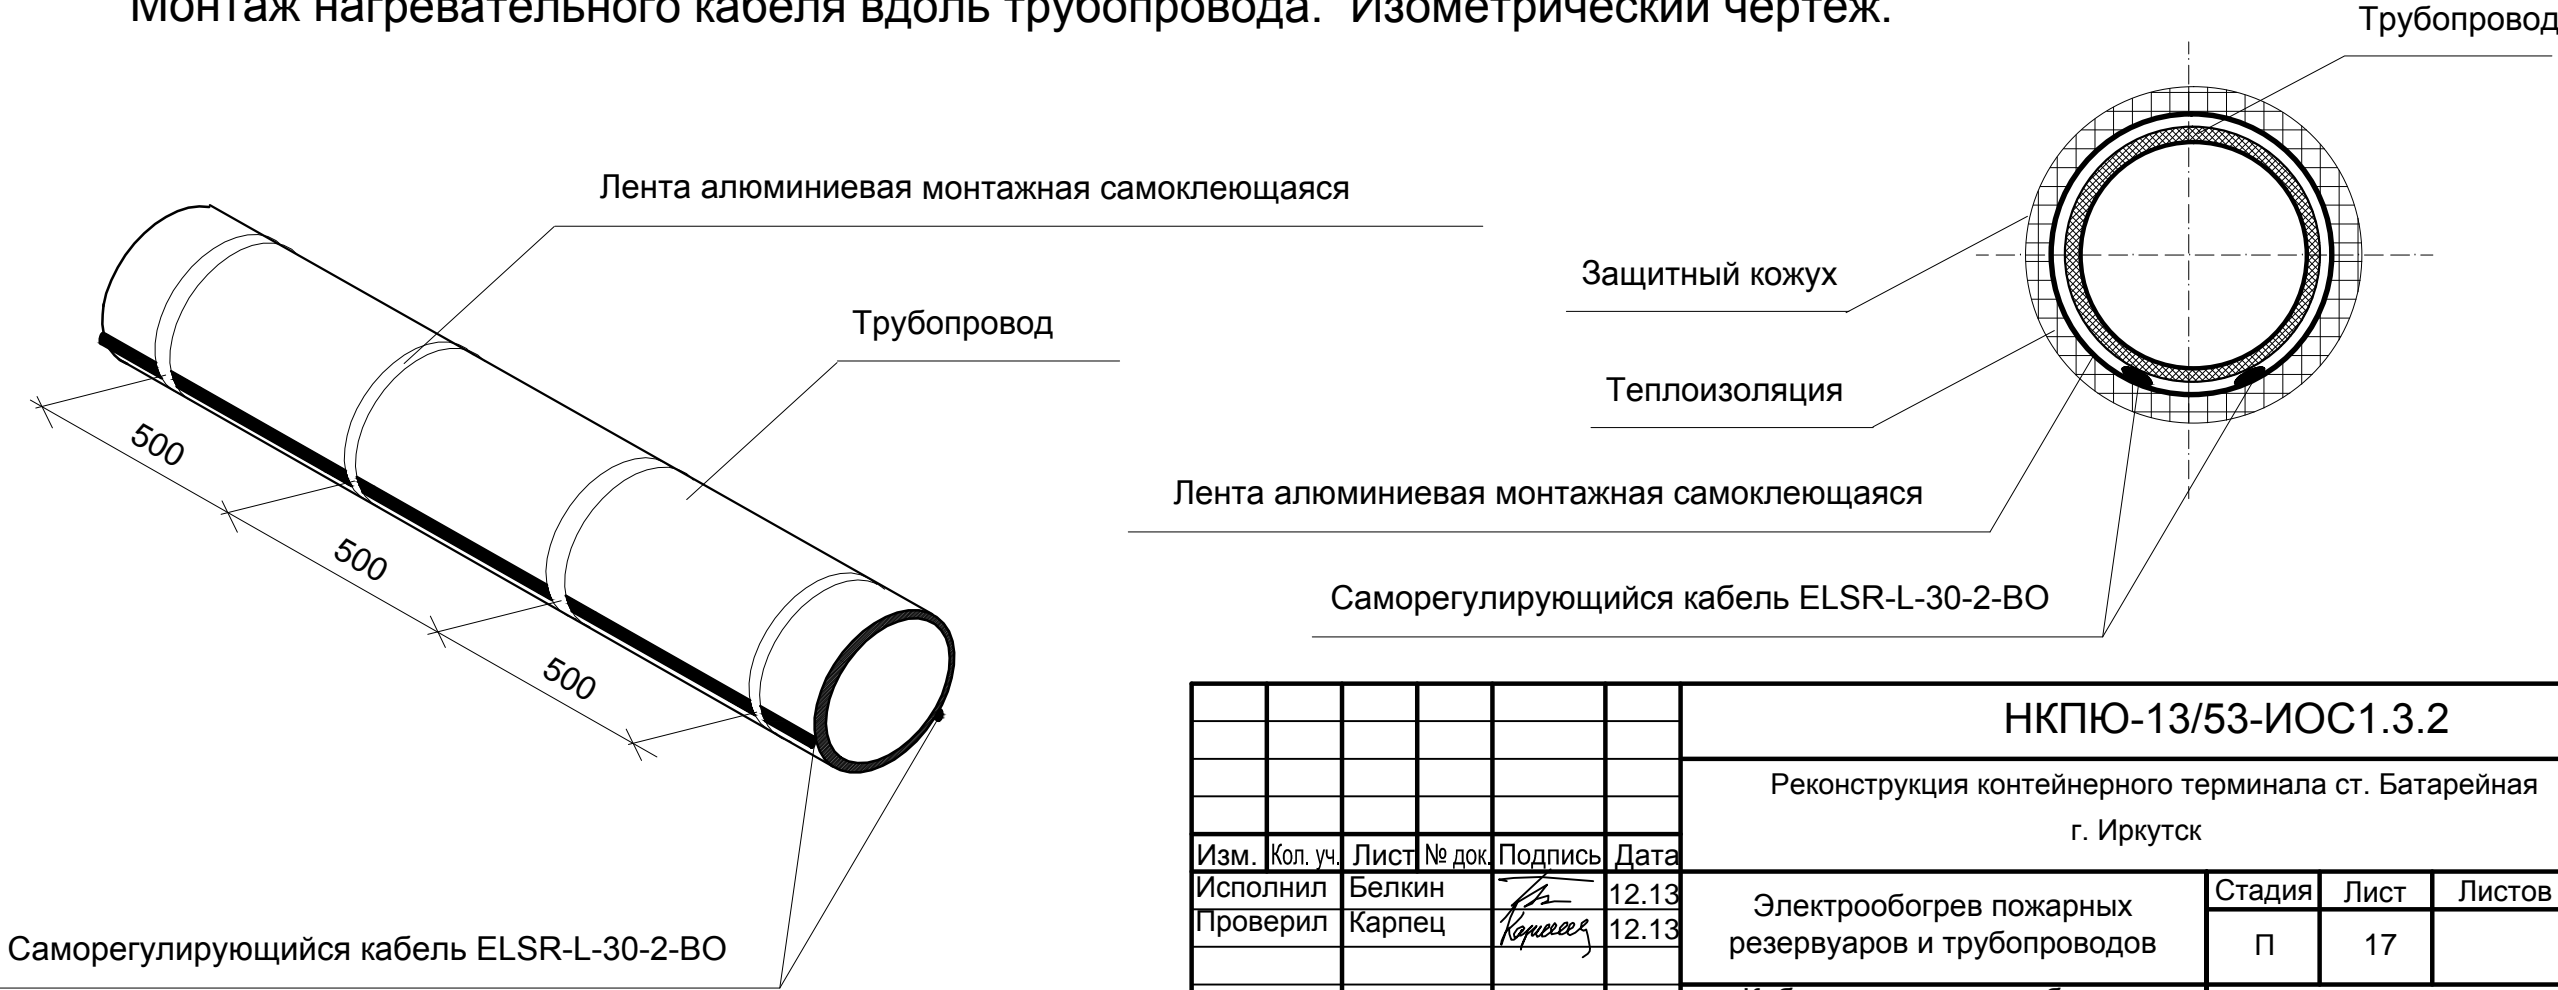 Монтаж нагревательного кабеля вдоль трубопровода. Изометрический чертеж.
Трубопровод
Лента алюминиевая монтажная самоклеющаяся
Трубопровод
Защитный кожух
Теплоизоляция
Лента алюминиевая монтажная самоклеющаяся
Саморегулирующийся кабель ELSR-L-30-2-BO
500
500
500
Саморегулирующийся кабель ELSR-L-30-2-BO
НКПЮ-13/53-ИОС1.3.2
Реконструкция контейнерного терминала ст. Батарейная
г. Иркутск
Изм. Кол. уч. Лист № док. Подпись Дата
Исполнил Белкин 12.13
Проверил Карпец 12.13
Электрообогрев пожарных
резервуаров и трубопроводов
Стадия Лист Листов
П 17